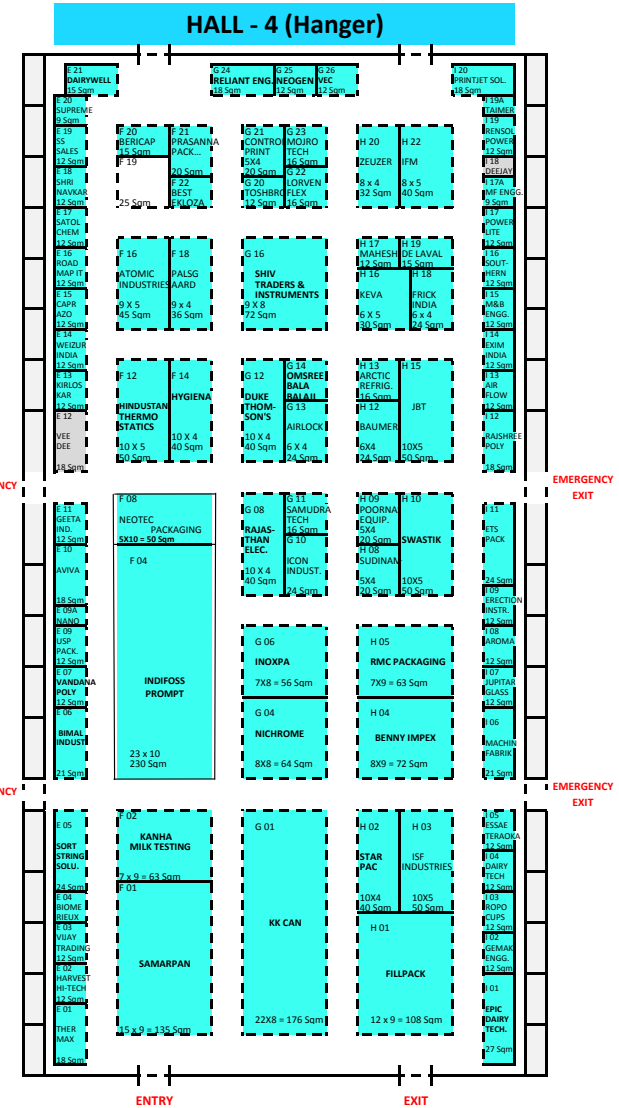 HALL - 4 (Hanger)
E 21
DAIRYWELL
15 Sqm
G 24
RELIANT ENG.
18 Sqm
G 25
NEOGEN
12 Sqm
G 26
VEC
12 Sqm
I 20
PRINTJET SOL.
18 Sqm
E 20
SUPREME
9 Sqm
E 19
SS
SALES
12 Sqm
E 18
SHRI
NAVKAR
12 Sqm
E 17
SATOL
CHEM
12 Sqm
E 16
ROAD
MAP IT
12 Sqm
E 15
CAPR
AZO
12 Sqm
E 14
WEIZUR
INDIA
12 Sqm
E 13
KIRLOS
KAR
12 Sqm
E 12
VEE
DEE
18 Sqm
F 20
BERICAP
15 Sqm
F 19
25 Sqm
F 21
PRASANNA
PACK...
20 Sqm
F 22
BEST
EKLOZA
G 21
CONTROL
PRINT
5X4
20 Sqm
G 20
TOSHBRO
12 Sqm
G 23
MOJRO
TECH
16 Sqm
G 22
LORVEN
FLEX
16 Sqm
H 20
ZEUZER
8 x 4
32 Sqm
H 22
IFM
8 x 5
40 Sqm
I 19A
TAIMER
I 19
RENSOL
POWER
12 Sqm
I 18
DEEJAY
I 17A
MF ENGG.
9 Sqm
I 17
POWER
LITE
12 Sqm
I 16
SOUT-
HERN
12 Sqm
I 15
M&B
ENGG.
12 Sqm
I 14
EXIM
INDIA
12 Sqm
I 13
AIR
FLOW
12 Sqm
I 12
RAJSHREE
POLY
18 Sqm
F 16
ATOMIC
INDUSTRIES
9 X 5
45 Sqm
F 18
PALSG
AARD
9 x 4
36 Sqm
G 16
SHIV
TRADERS &
INSTRUMENTS
9 X 8
72 Sqm
H 17
MAHESH
12 Sqm
H 19
DE LAVAL
15 Sqm
H 16
KEVA
6 X 5
30 Sqm
H 18
FRICK
INDIA
6 x 4
24 Sqm
F 12
HINDUSTAN
THERMO
STATICS
10 X 5
50 Sqm
F 14
HYGIENA
10 X 4
40 Sqm
G 12
DUKE
THOM-
SON'S
10 X 4
40 Sqm
G 14
OMSREE
BALA
BALAJI
G 13
AIRLOCK
6 X 4
24 Sqm
H 13
ARCTIC
REFRIG.
16 Sqm
H 12
BAUMER
6X4
24 Sqm
H 15
JBT
10X5
50 Sqm
NCY
EMERGENCY
EXIT
E 11
GEETA
IND.
12 Sqm
E 10
AVIVA
18 Sqm
E 09A
NANO
E 09
USP
PACK.
12 Sqm
E 07
VANDANA
POLY
12 Sqm
E 06
BIMAL
INDUST
21 Sqm
F 08
NEOTEC
PACKAGING
5X10 = 50 Sqm
F 04
INDIFOSS
PROMPT
23 x 10
230 Sqm
G 08
RAJAS-
THAN
ELEC.
10 X 4
40 Sqm
G 11
SAMUDRA
TECH
16 Sqm
G 10
ICON
INDUST.
24 Sqm
H 09
POORNA
EQUIP.
5X4
20 Sqm
H 08
SUDINAM
5X4
20 Sqm
H 10
SWASTIK
10X5
50 Sqm
I 11
ETS
PACK
24 Sqm
I 09
ERECTION
INSTR.
12 Sqm
I 08
AROMA
12 Sqm
I 07
JUPITAR
GLASS
12 Sqm
I 06
MACHIN
FABRIK
21 Sqm
G 06
INOXPA
7X8 = 56 Sqm
G 04
NICHROME
8X8 = 64 Sqm
H 05
RMC PACKAGING
7X9 = 63 Sqm
H 04
BENNY IMPEX
8X9 = 72 Sqm
NCY
EMERGENCY
EXIT
E 05
SORT
STRING
SOLU.
24 Sqm
E 04
BIOME
RIEUX
E 03
VIJAY
TRADING
12 Sqm
E 02
HARVEST
HI-TECH
12 Sqm
E 01
THER
MAX
18 Sqm
F 02
KANHA
MILK TESTING
7 x 9 = 63 Sqm
F 01
SAMARPAN
15 x 9 = 135 Sqm
G 01
KK CAN
22X8 = 176 Sqm
H 02
STAR
PAC
10X4
40 Sqm
H 03
ISF
INDUSTRIES
10X5
50 Sqm
H 01
FILLPACK
12 x 9 = 108 Sqm
I 05
ESSAE
TERAOKA
12 Sqm
I 04
DAIRY
TECH
12 Sqm
I 03
ROPO
CUPS
12 Sqm
I 02
GEMAK
ENGG.
12 Sqm
I 01
EPIC
DAIRY
TECH.
27 Sqm
ENTRY
EXIT